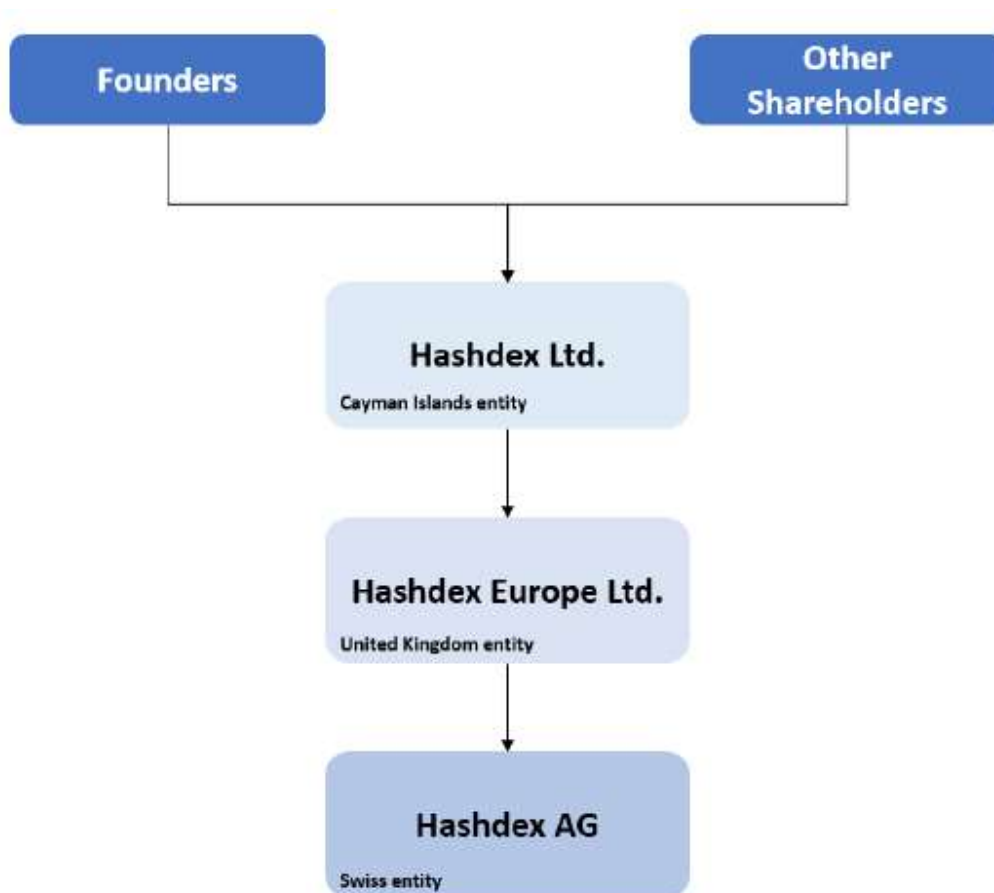 Founders
Other
Shareholders
Hashdex Ltd.
Cayman Islands entity
Hashdex Europe Ltd.
United Kingdom entity
Hashdex AG
Swiss entity